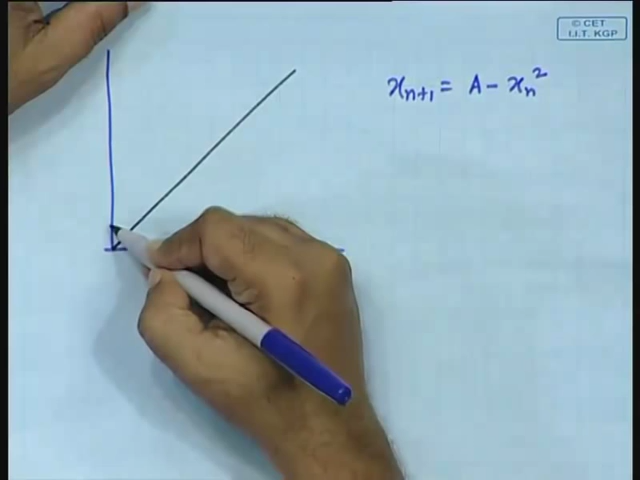 © CET
I.I.T. KGP
xₙ₊₁ = A − xₙ²